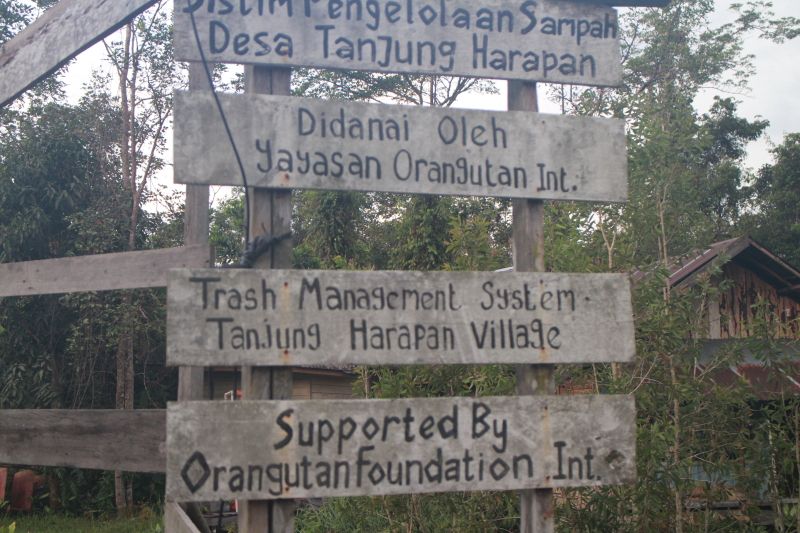 Sistim Pengelolaan Sampah
Desa Tanjung Harapan
Didanai Oleh
Yayasan Orangutan Int.
Trash Management System
Tanjung Harapan Village
Supported By
Orangutan Foundation Int.